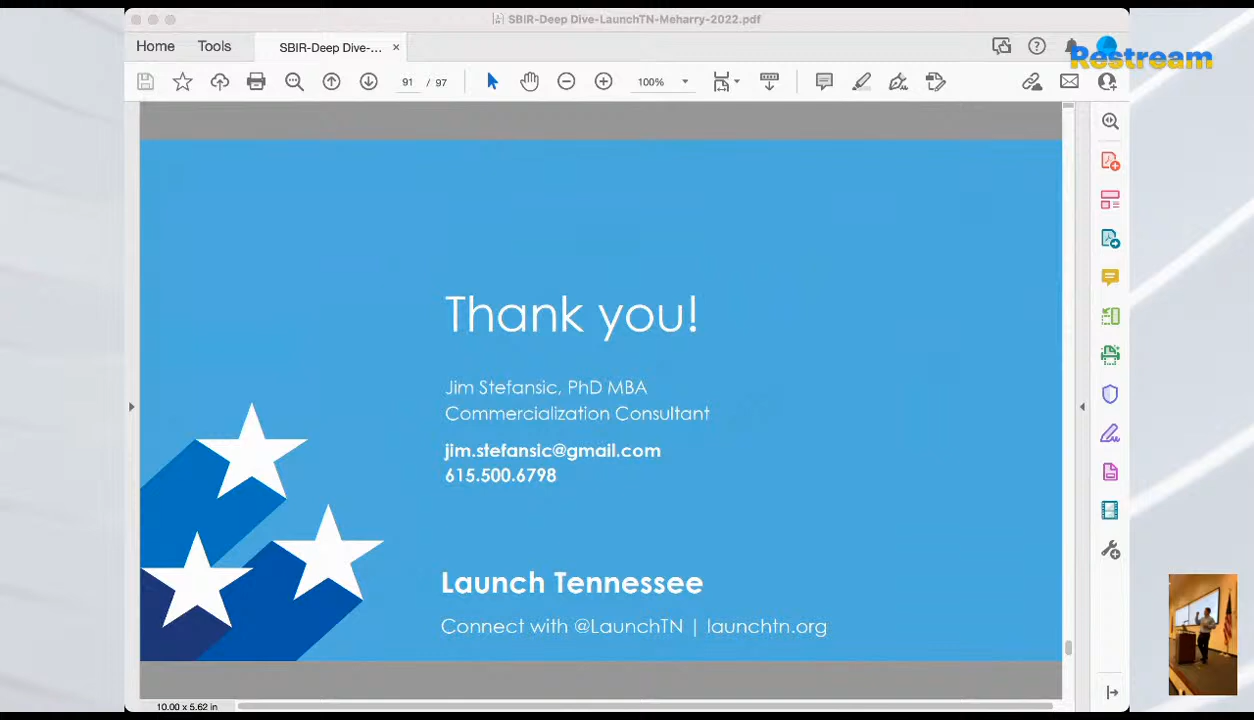 SBIR-Deep Dive-LaunchTN-Meharry-2022.pdf
Home Tools SBIR-Deep Dive-... ×
Restream
91 / 97 100%
Thank you!
Jim Stefansic, PhD MBA
Commercialization Consultant
jim.stefansic@gmail.com
615.500.6798
Launch Tennessee
Connect with @LaunchTN | launchtn.org
10.00 x 5.62 in